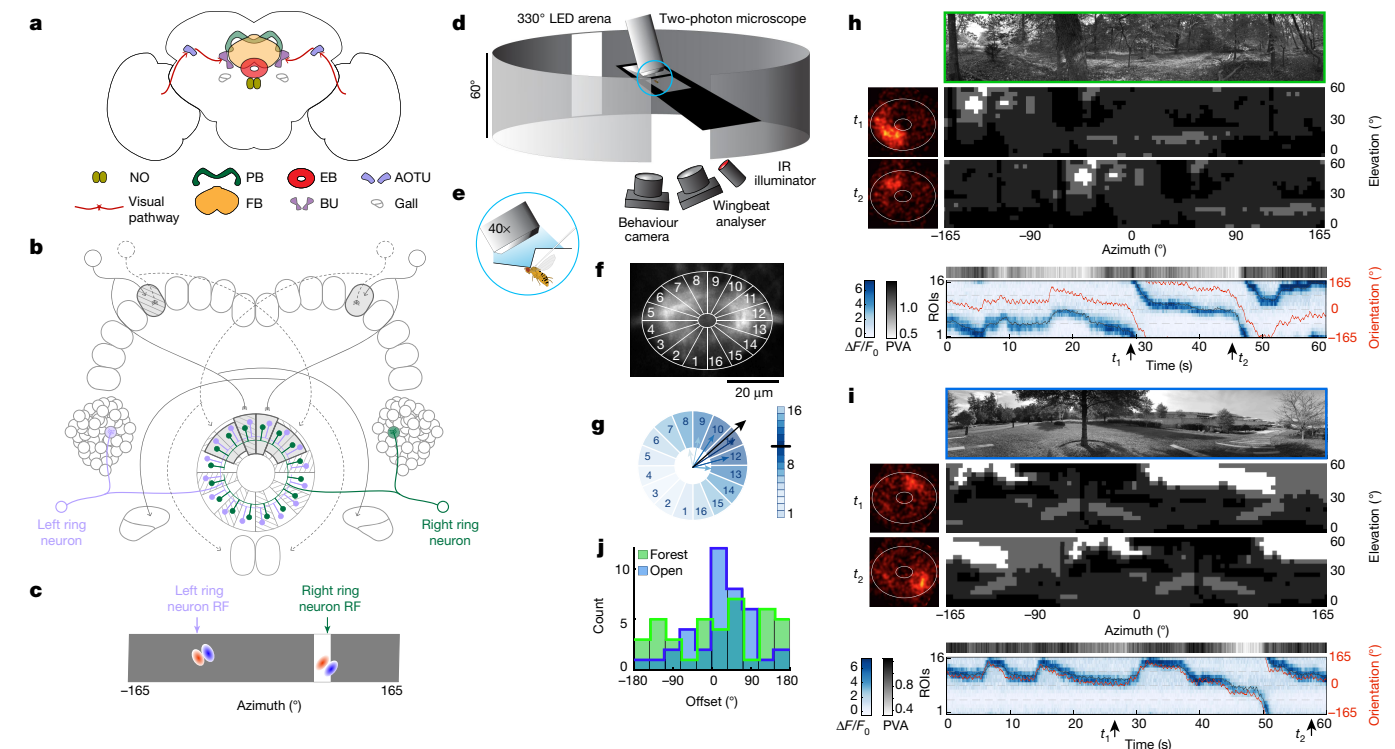 a
NO
PB
EB
AOTU
Visual pathway
FB
BU
Gall
b
Left ring neuron
Right ring neuron
c
Left ring neuron RF
Right ring neuron RF
−165
165
Azimuth (°)
d
330° LED arena
Two-photon microscope
60°
IR illuminator
Wingbeat analyser
Behaviour camera
e
40×
f
8 9
7 10
6 11
5 12
4 13
3 14
2 15
1 16
20 μm
g
8 9
7 10
6 11
5 12
4 13
3 14
2 15
1 16
16
8
1
j
Forest
Open
10
5
0
Count
−180 −90 0 90 180
Offset (°)
h
t1
60
30
0
t2
60
30
0
Elevation (°)
−165 −90 0 90 165
Azimuth (°)
6
4
2
0
ΔF/F0
1.0
0.5
PVA
16
1
ROIs
165
0
−165
Orientation (°)
0 10 20 30 40 50 60
t1
Time (s)
t2
i
t1
60
30
0
t2
60
30
0
Elevation (°)
−165 −90 0 90 165
Azimuth (°)
6
4
2
0
ΔF/F0
0.8
0.4
PVA
16
1
ROIs
165
0
−165
Orientation (°)
0 10 20 30 40 50 60
t1
Time (s)
t2